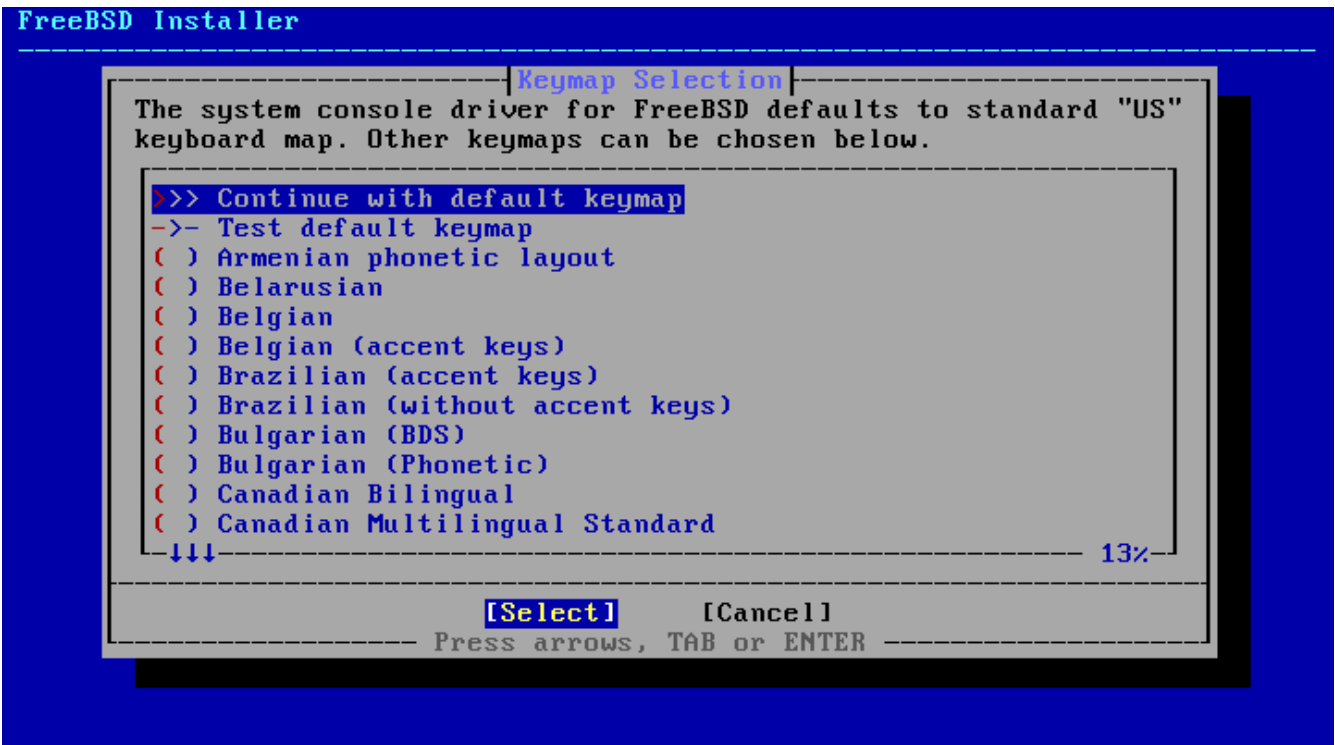 FreeBSD Installer
Keymap Selection
The system console driver for FreeBSD defaults to standard "US"
keyboard map. Other keymaps can be chosen below.
>>> Continue with default keymap
->- Test default keymap
( ) Armenian phonetic layout
( ) Belarusian
( ) Belgian
( ) Belgian (accent keys)
( ) Brazilian (accent keys)
( ) Brazilian (without accent keys)
( ) Bulgarian (BDS)
( ) Bulgarian (Phonetic)
( ) Canadian Bilingual
( ) Canadian Multilingual Standard
↓↓↓ 13%
[Select] [Cancel]
Press arrows, TAB or ENTER